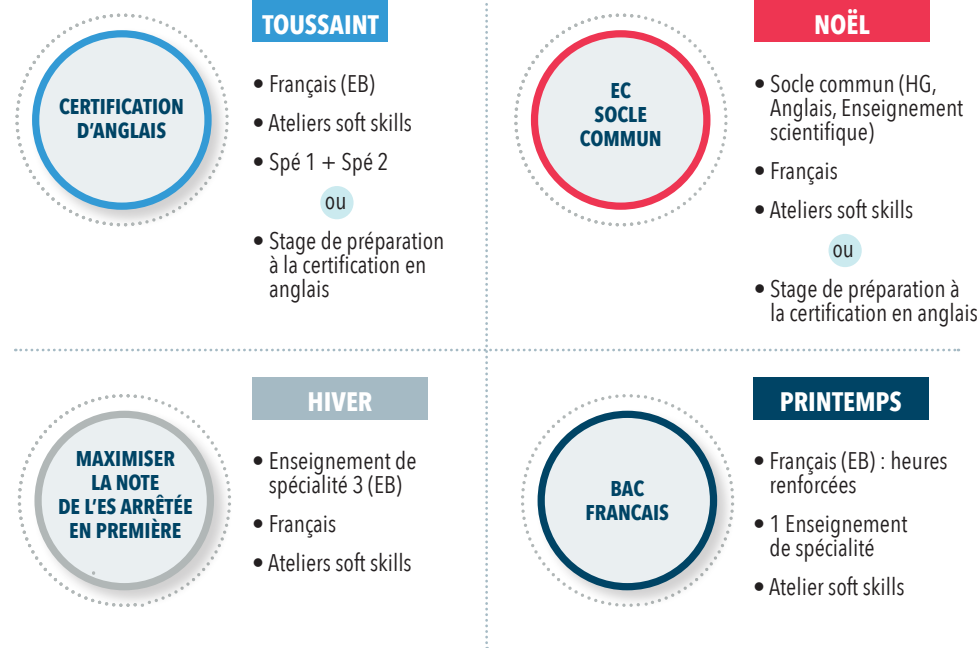 TOUSSAINT
CERTIFICATION
D'ANGLAIS
• Français (EB)
• Ateliers soft skills
• Spé 1 + Spé 2
ou
• Stage de préparation
à la certification en
anglais
NOËL
EC
SOCLE
COMMUN
• Socle commun (HG,
Anglais, Enseignement
scientifique)
• Français
• Ateliers soft skills
ou
• Stage de préparation à
la certification en anglais
HIVER
MAXIMISER
LA NOTE
DE L'ES ARRÊTÉE
EN PREMIÈRE
• Enseignement de
spécialité 3 (EB)
• Français
• Ateliers soft skills
PRINTEMPS
BAC
FRANCAIS
• Français (EB) : heures
renforcées
• 1 Enseignement
de spécialité
• Atelier soft skills